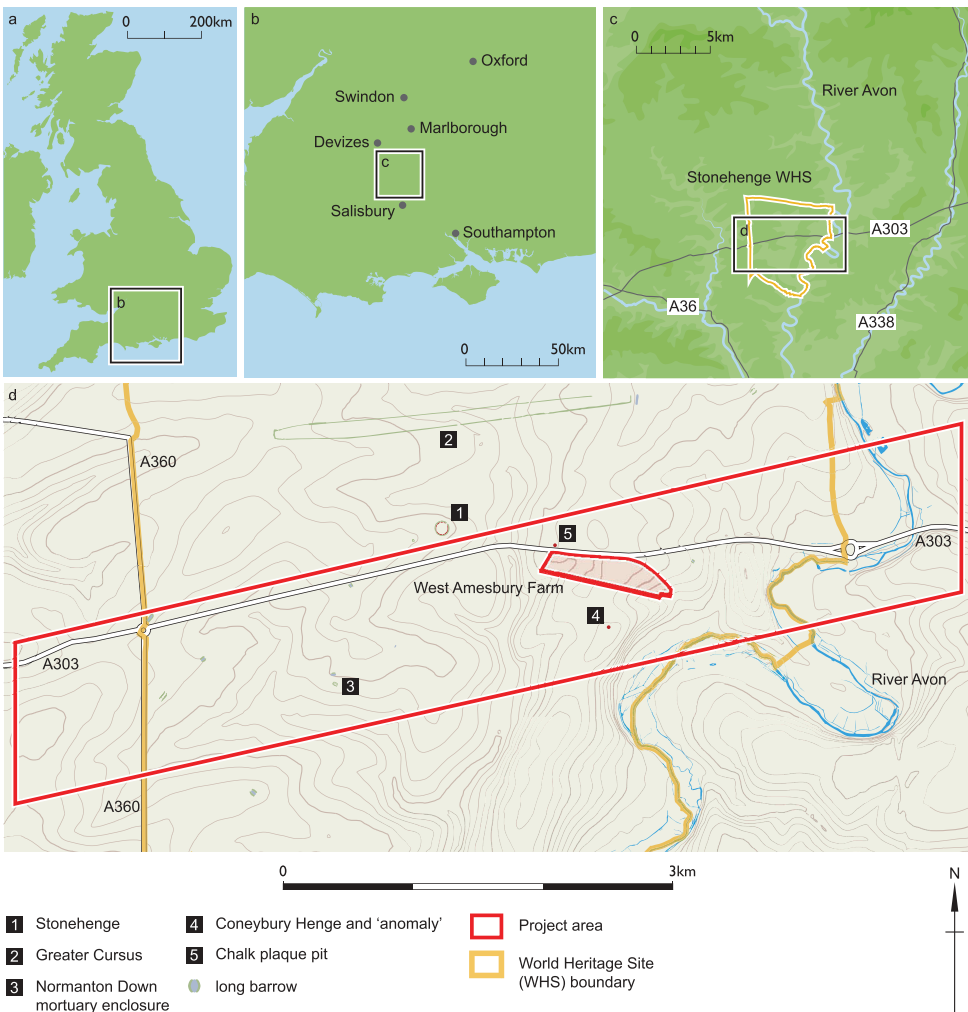 a
0 200km
b
b
Oxford
Swindon
Marlborough
Devizes
c
Salisbury
Southampton
0 50km
c
0 5km
River Avon
Stonehenge WHS
d
A303
A36
A338
d
A360
2
1
5
A303
West Amesbury Farm
4
A303
3
River Avon
A360
0 3km
N
1 Stonehenge
2 Greater Cursus
3 Normanton Down
mortuary enclosure
4 Coneybury Henge and ‘anomaly’
5 Chalk plaque pit
long barrow
Project area
World Heritage Site
(WHS) boundary